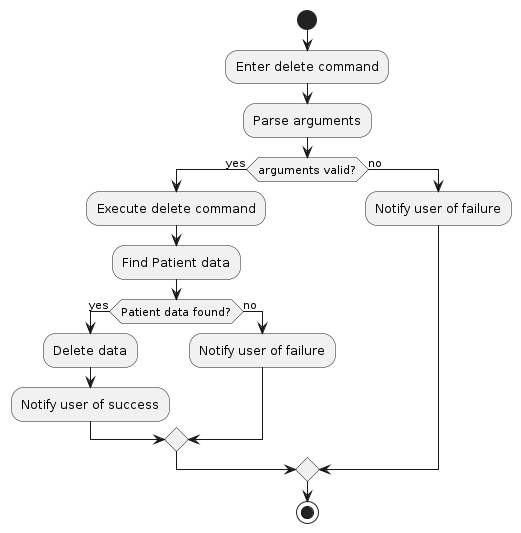 Enter delete command
Parse arguments
yes
arguments valid?
no
Execute delete command
Notify user of failure
Find Patient data
yes
Patient data found?
no
Delete data
Notify user of failure
Notify user of success